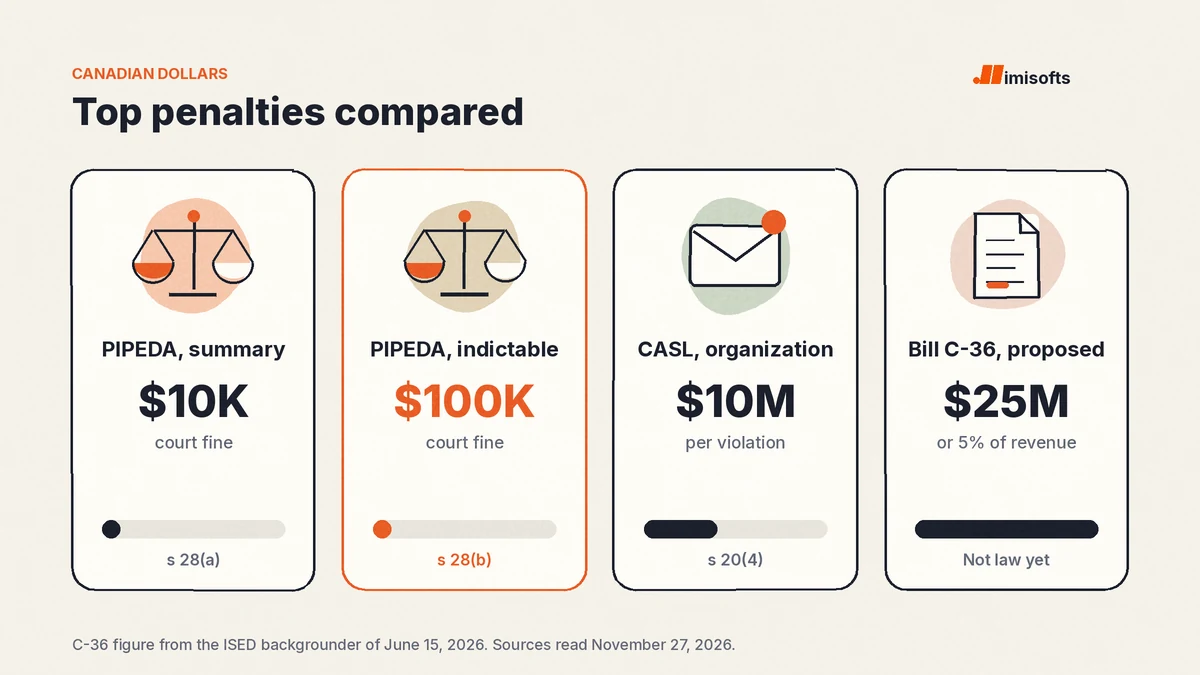 CANADIAN DOLLARS
imisofts
Top penalties compared
PIPEDA, summary
$10K
court fine
s 28(a)
PIPEDA, indictable
$100K
court fine
s 28(b)
CASL, organization
$10M
per violation
s 20(4)
Bill C-36, proposed
$25M
or 5% of revenue
Not law yet
C-36 figure from the ISED backgrounder of June 15, 2026. Sources read November 27, 2026.